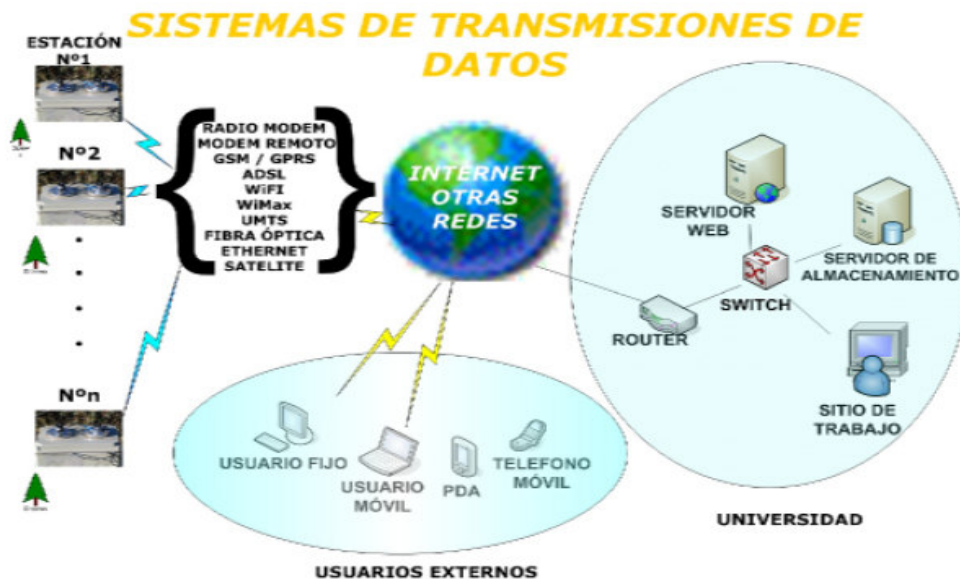 SISTEMAS DE TRANSMISIONES DE
DATOS
ESTACIÓN
Nº1
Nº2
Nºn
RADIO MODEM
MODEM REMOTO
GSM / GPRS
ADSL
WiFI
WiMax
UMTS
FIBRA ÓPTICA
ETHERNET
SATELITE
INTERNET
OTRAS
REDES
SERVIDOR
WEB
SERVIDOR DE
ALMACENAMIENTO
SWITCH
ROUTER
SITIO DE
TRABAJO
UNIVERSIDAD
USUARIO FIJO
USUARIO
MÓVIL
PDA
TELEFONO
MÓVIL
USUARIOS EXTERNOS